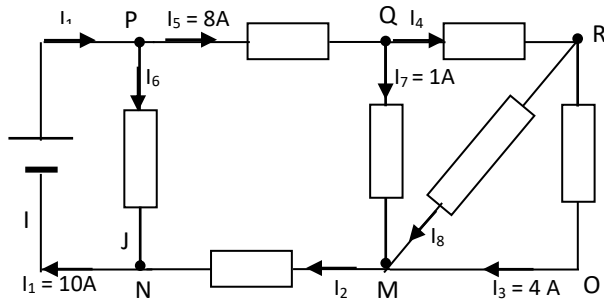 I₁ P I₅ = 8A Q I₄ R
I₆ I₇ = 1A
I J I₈
I₁ = 10A N I₂ M I₃ = 4 A O